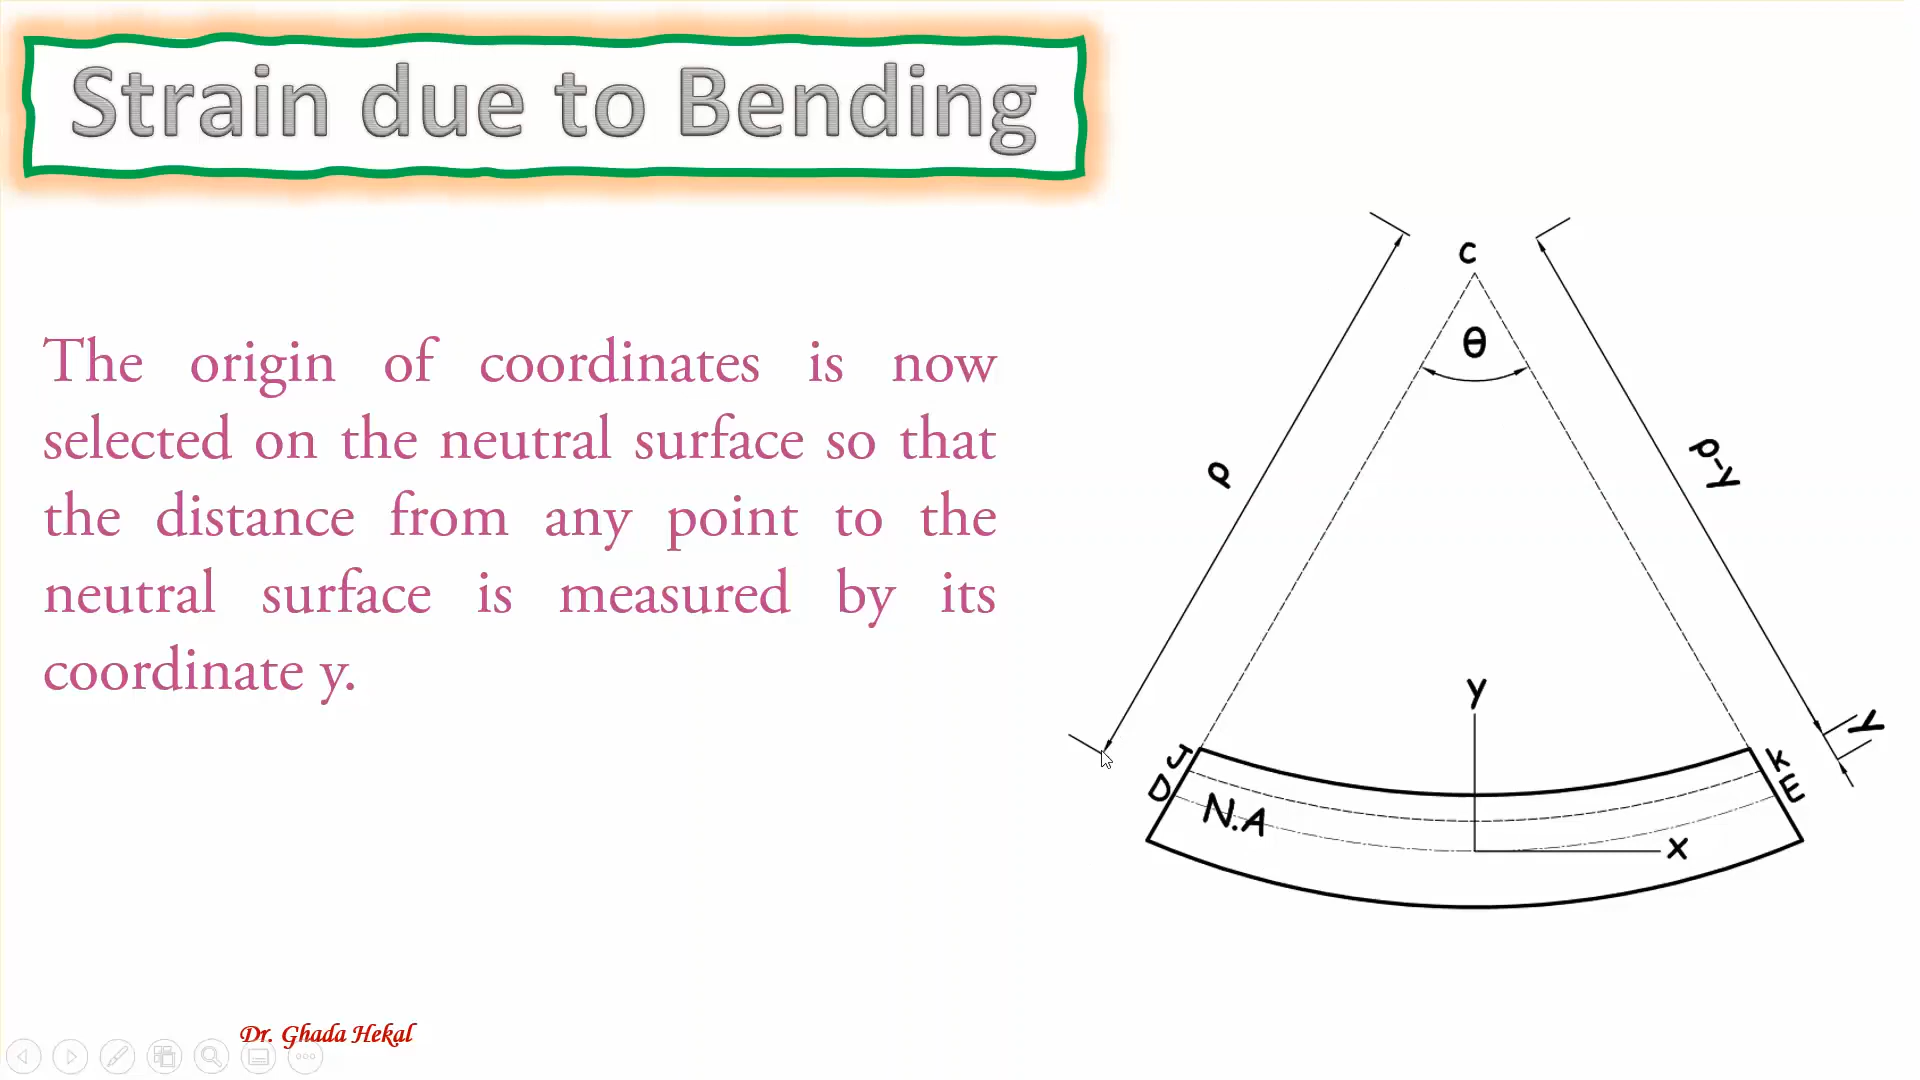 Strain due to Bending
The origin of coordinates is now
selected on the neutral surface so that
the distance from any point to the
neutral surface is measured by its
coordinate y.
C
θ
ρ
ρ-y
y
y
J
K
D
E
N.A
x
Dr. Ghada Hekal